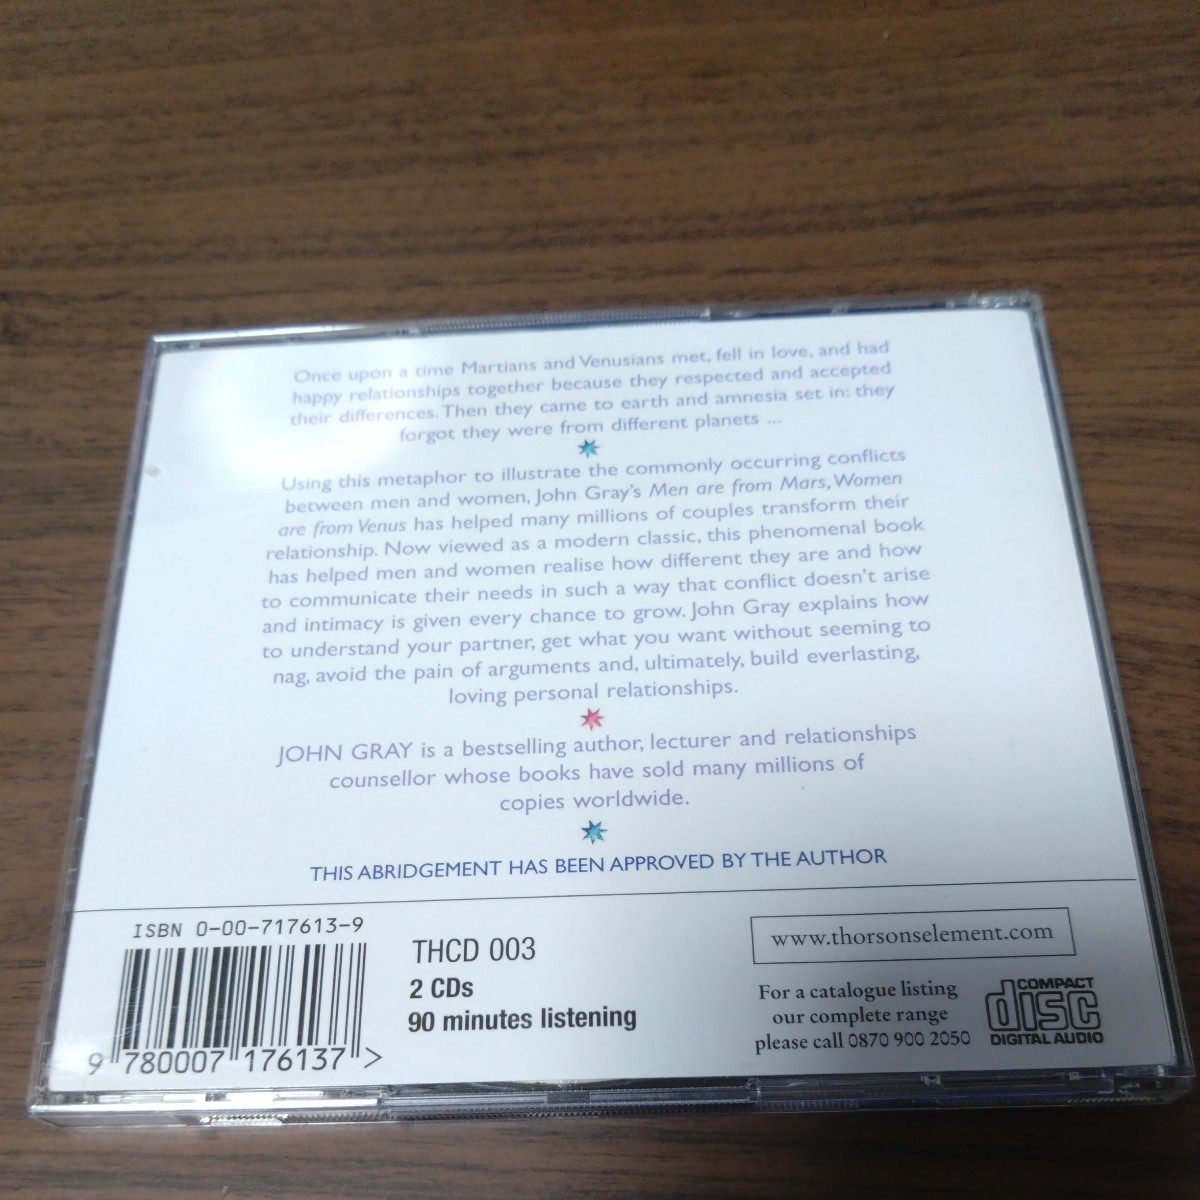 Once upon a time Martians and Venusians met, fell in love, and had
happy relationships together because they respected and accepted
their differences. Then they came to earth and amnesia set in: they
forgot they were from different planets ...
Using this metaphor to illustrate the commonly occurring conflicts
between men and women, John Gray's Men are from Mars, Women
are from Venus has helped many millions of couples transform their
relationship. Now viewed as a modern classic, this phenomenal book
has helped men and women realise how different they are and how
to communicate their needs in such a way that conflict doesn't arise
and intimacy is given every chance to grow. John Gray explains how
to understand your partner, get what you want without seeming to
nag, avoid the pain of arguments and, ultimately, build everlasting,
loving personal relationships.
JOHN GRAY is a bestselling author, lecturer and relationships
counsellor whose books have sold many millions of
copies worldwide.
THIS ABRIDGEMENT HAS BEEN APPROVED BY THE AUTHOR
ISBN 0-00-717613-9
9 780007 176137 >
THCD 003
2 CDs
90 minutes listening
www.thorsonselement.com
For a catalogue listing
our complete range
please call 0870 900 2050
COMPACT
disc
DIGITAL AUDIO